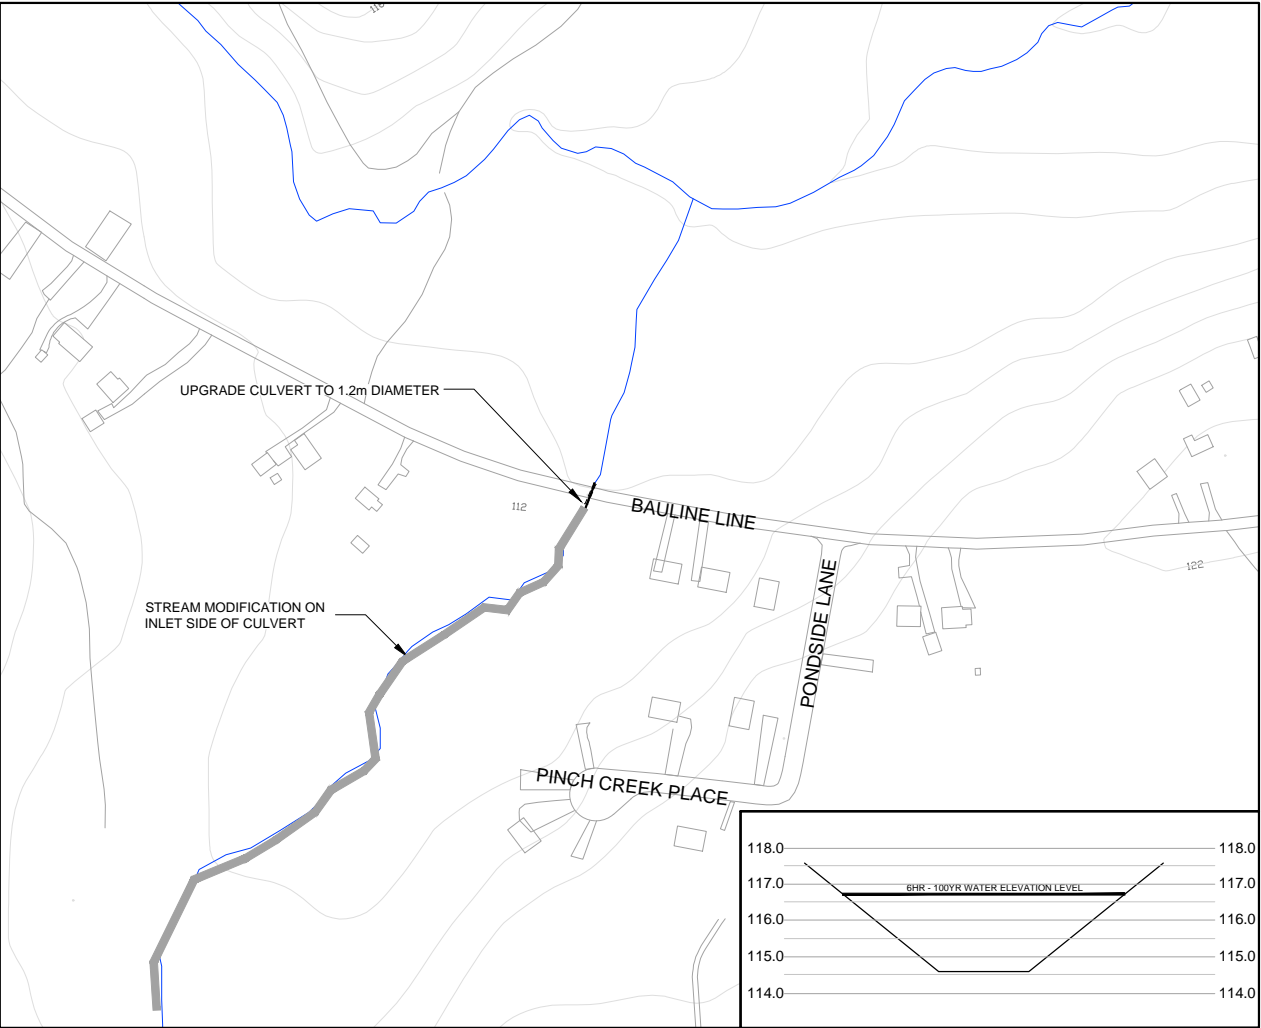 116
UPGRADE CULVERT TO 1.2m DIAMETER
112
BAULINE LINE
122
STREAM MODIFICATION ON
INLET SIDE OF CULVERT
PONDSIDE LANE
PINCH CREEK PLACE
118.0 118.0
117.0 6HR - 100YR WATER ELEVATION LEVEL 117.0
116.0 116.0
115.0 115.0
114.0 114.0